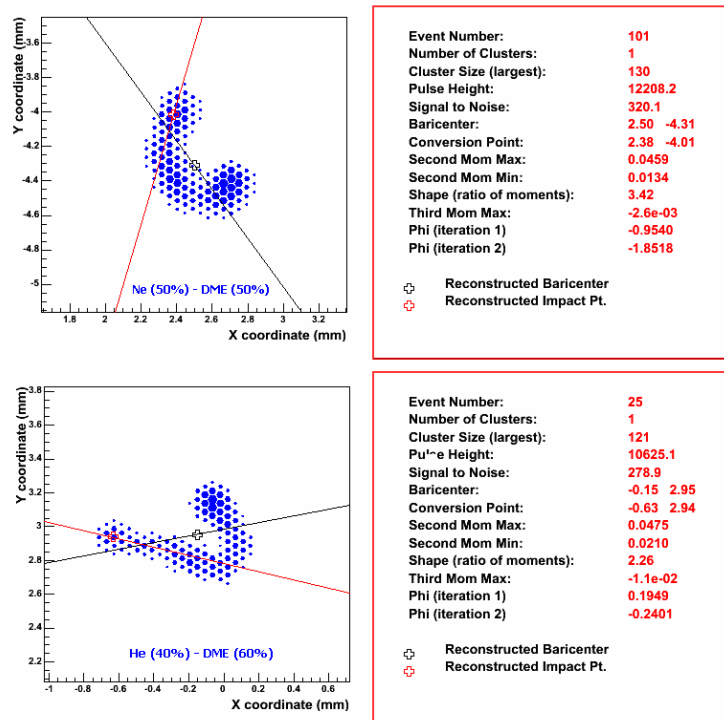 -3.6
-3.8
-4
-4.2
-4.4
-4.6
-4.8
-5
Y coordinate (mm)
Ne (50%) - DME (50%)
1.8 2 2.2 2.4 2.6 2.8 3 3.2
X coordinate (mm)
Event Number: 101
Number of Clusters: 1
Cluster Size (largest): 130
Pulse Height: 12208.2
Signal to Noise: 320.1
Baricenter: 2.50 -4.31
Conversion Point: 2.38 -4.01
Second Mom Max: 0.0459
Second Mom Min: 0.0134
Shape (ratio of moments): 3.42
Third Mom Max: -2.6e-03
Phi (iteration 1) -0.9540
Phi (iteration 2) -1.8518
Reconstructed Baricenter
Reconstructed Impact Pt.
3.8
3.6
3.4
3.2
3
2.8
2.6
2.4
2.2
Y coordinate (mm)
He (40%) - DME (60%)
-1 -0.8 -0.6 -0.4 -0.2 0 0.2 0.4 0.6
X coordinate (mm)
Event Number: 25
Number of Clusters: 1
Cluster Size (largest): 121
Height: 10625.1
Signal to Noise: 278.9
Baricenter: -0.15 2.95
Conversion Point: -0.63 2.94
Second Mom Max: 0.0475
Second Mom Min: 0.0210
Shape (ratio of moments): 2.26
Third Mom Max: -1.1e-02
Phi (iteration 1) 0.1949
Phi (iteration 2) -0.2401
Reconstructed Baricenter
Reconstructed Impact Pt.